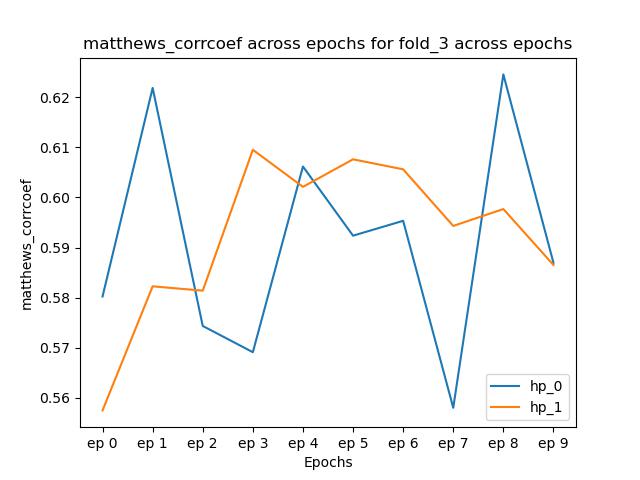 matthews_corrcoef across epochs for fold_3 across epochs
matthews_corrcoef
0.62
0.61
0.60
0.59
0.58
0.57
0.56
hp_0
hp_1
ep 0 ep 1 ep 2 ep 3 ep 4 ep 5 ep 6 ep 7 ep 8 ep 9
Epochs